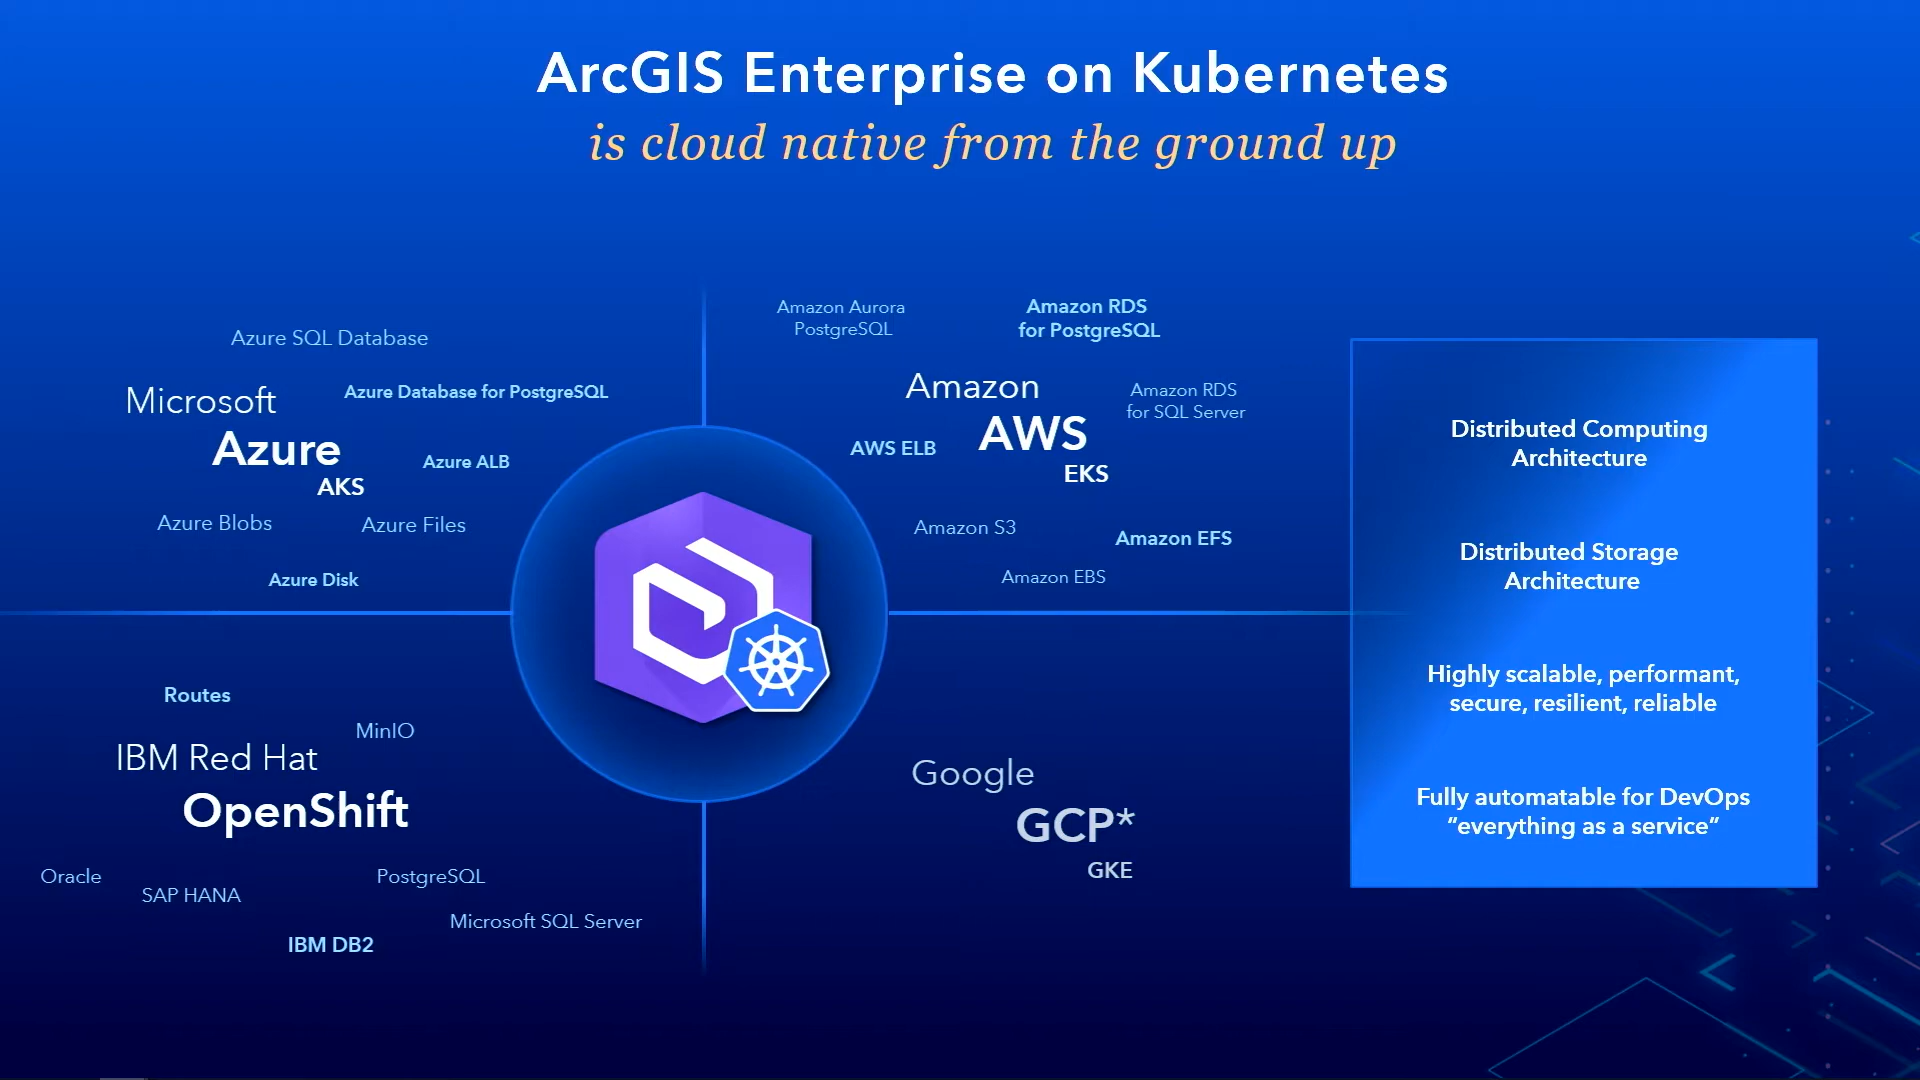 ArcGIS Enterprise on Kubernetes
is cloud native from the ground up
Azure SQL Database
Microsoft
Azure Database for PostgreSQL
Azure
Azure ALB
AKS
Azure Blobs
Azure Files
Azure Disk
Amazon Aurora
PostgreSQL
Amazon RDS
for PostgreSQL
Amazon
Amazon RDS
for SQL Server
AWS
AWS ELB
EKS
Amazon S3
Amazon EFS
Amazon EBS
Routes
MinIO
IBM Red Hat
OpenShift
Oracle
SAP HANA
PostgreSQL
Microsoft SQL Server
IBM DB2
Google
GCP*
GKE
Distributed Computing
Architecture
Distributed Storage
Architecture
Highly scalable, performant,
secure, resilient, reliable
Fully automatable for DevOps
“everything as a service”